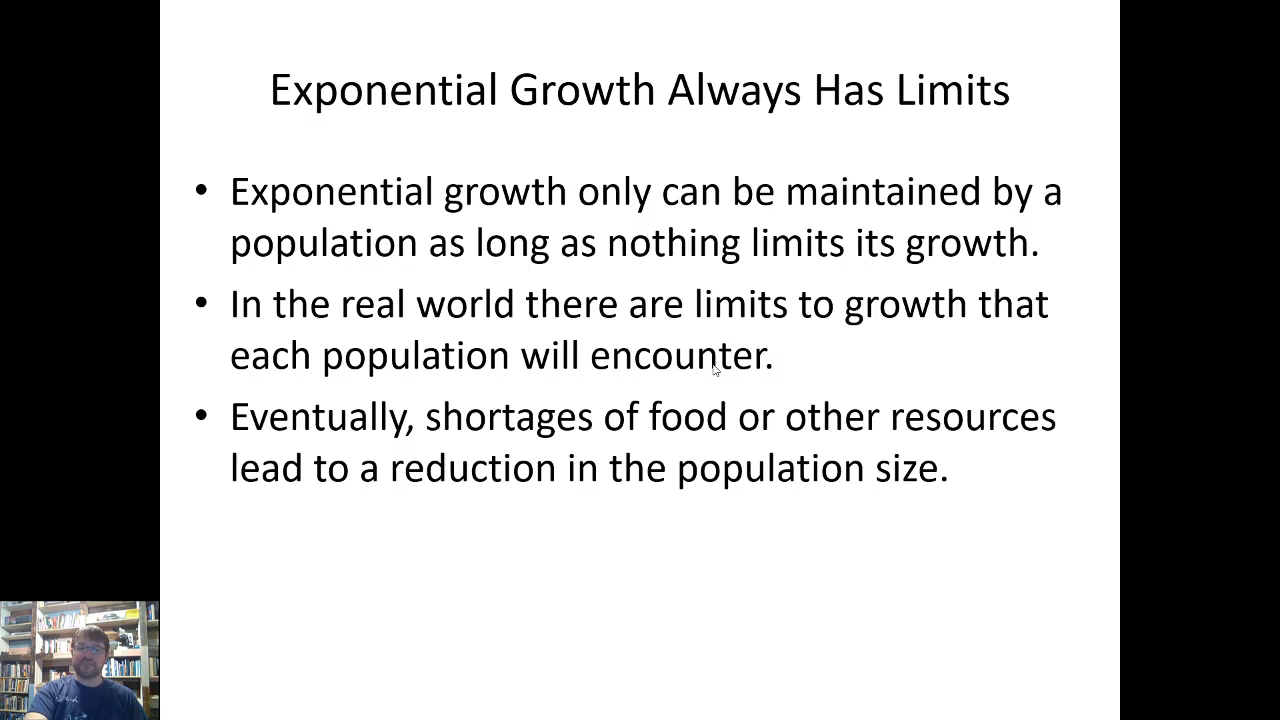 Exponential Growth Always Has Limits
• Exponential growth only can be maintained by a
population as long as nothing limits its growth.
• In the real world there are limits to growth that
each population will encounter.
• Eventually, shortages of food or other resources
lead to a reduction in the population size.